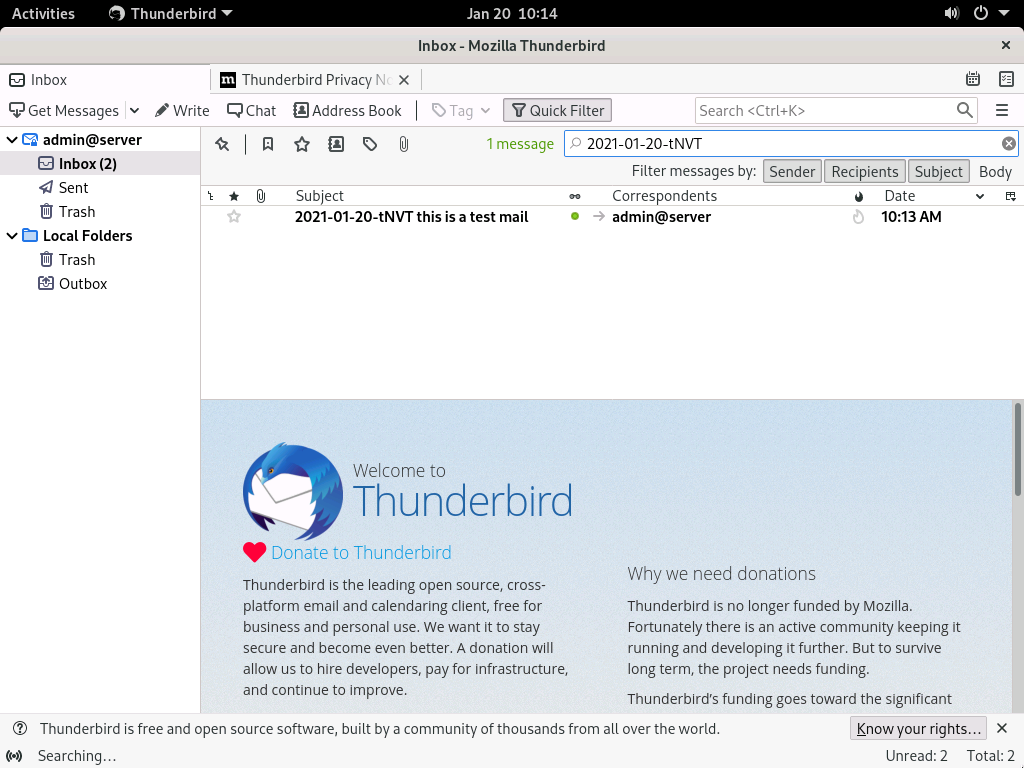 Activities Thunderbird Jan 20 10:14
Inbox - Mozilla Thunderbird
Inbox Thunderbird Privacy No
Get Messages Write Chat Address Book Tag Quick Filter Search <Ctrl+K>
admin@server
Inbox (2)
Sent
Trash
Local Folders
Trash
Outbox
1 message 2021-01-20-tNVT
Filter messages by: Sender Recipients Subject Body
Subject Correspondents Date
2021-01-20-tNVT this is a test mail admin@server 10:13 AM
Welcome to
Thunderbird
Donate to Thunderbird
Thunderbird is the leading open source, cross-
platform email and calendaring client, free for
business and personal use. We want it to stay
secure and become even better. A donation will
allow us to hire developers, pay for infrastructure,
and continue to improve.
Why we need donations
Thunderbird is no longer funded by Mozilla.
Fortunately there is an active community keeping it
running and developing it further. But to survive
long term, the project needs funding.
Thunderbird's funding goes toward the significant
Thunderbird is free and open source software, built by a community of thousands from all over the world. Know your rights...
Searching... Unread: 2 Total: 2